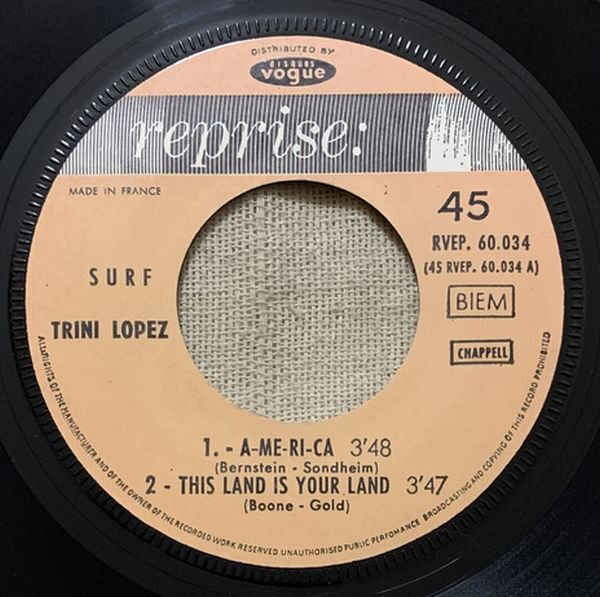 DISTRIBUTED BY
disques
vogue
reprise:
MADE IN FRANCE
45
RVEP. 60.034
(45 RVEP. 60.034 A)
SURF
BIEM
TRINI LOPEZ
CHAPPELL
1. - A-ME-RI-CA 3'48
(Bernstein - Sondheim)
2 - THIS LAND IS YOUR LAND 3'47
(Boone - Gold)
ALL RIGHTS OF THE MANUFACTURER AND OF THE OWNER OF THE RECORDED WORK RESERVED UNAUTHORISED PUBLIC PERFOMANCE BROADCASTING AND COPYING OF THIS RECORD PROHIBITED